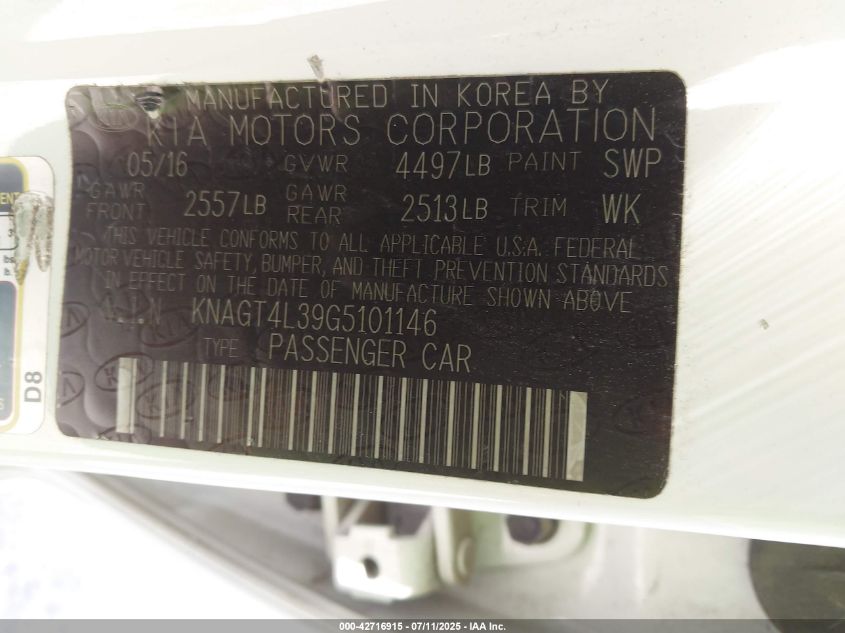 MANUFACTURED IN KOREA BY
KIA MOTORS CORPORATION
05/16 GVWR 4497LB PAINT SWP
GAWR FRONT 2557LB GAWR REAR 2513LB TRIM WK
THIS VEHICLE CONFORMS TO ALL APPLICABLE U.S.A. FEDERAL
MOTOR VEHICLE SAFETY, BUMPER, AND THEFT PREVENTION STANDARDS
IN EFFECT ON THE DATE OF MANUFACTURE SHOWN ABOVE
V.I.N KNAGT4L39G5101146
TYPE PASSENGER CAR
D8
000-42716915 - 07/11/2025 - IAA Inc.